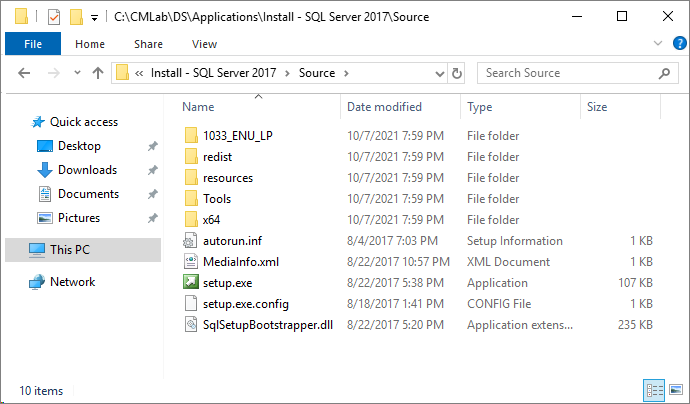 C:\CMLab\DS\Applications\Install - SQL Server 2017\Source
File Home Share View
Install - SQL Server 2017 Source Search Source
Name Date modified Type Size
Quick access
Desktop
Downloads
Documents
Pictures
This PC
Network
1033_ENU_LP 10/7/2021 7:59 PM File folder
redist 10/7/2021 7:59 PM File folder
resources 10/7/2021 7:59 PM File folder
Tools 10/7/2021 7:59 PM File folder
x64 10/7/2021 7:59 PM File folder
autorun.inf 8/4/2017 7:03 PM Setup Information 1 KB
MediaInfo.xml 8/22/2017 10:57 PM XML Document 1 KB
setup.exe 8/22/2017 5:38 PM Application 107 KB
setup.exe.config 8/18/2017 1:41 PM CONFIG File 1 KB
SqlSetupBootstrapper.dll 8/22/2017 5:20 PM Application extens... 235 KB
10 items